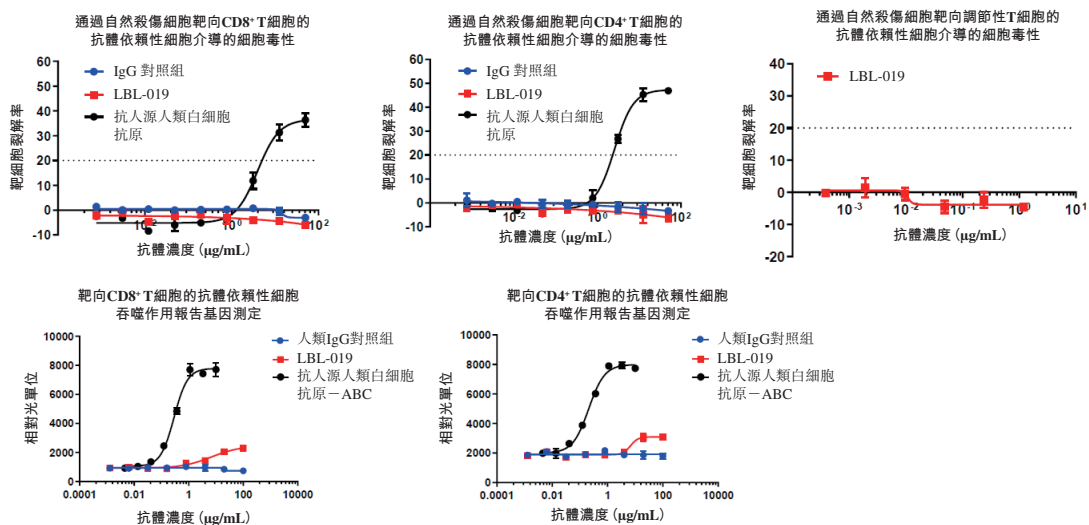 通過自然殺傷細胞靶向CD8⁺T細胞的
抗體依賴性細胞介導的細胞毒性
靶細胞裂解率
60
50
40
30
20
10
0
-10
10⁻²
10⁰
10²
抗體濃度 (µg/mL)
IgG 對照組
LBL-019
抗人源人類白細胞
抗原
通過自然殺傷細胞靶向CD4⁺T細胞的
抗體依賴性細胞介導的細胞毒性
靶細胞裂解率
60
50
40
30
20
10
0
-10
10⁻²
10⁰
10²
抗體濃度 (µg/mL)
IgG 對照組
LBL-019
抗人源人類白細胞
抗原
通過自然殺傷細胞靶向調節性T細胞的
抗體依賴性細胞介導的細胞毒性
靶細胞裂解率
40
30
20
10
0
-10
-20
10⁻³
10⁻²
10⁻¹
10⁰
抗體濃度 (µg/mL)
LBL-019
靶向CD8⁺T細胞的抗體依賴性細胞
吞噬作用報告基因測定
相對光單位
10000
8000
6000
4000
2000
0
0.0001
0.01
1
100
10000
抗體濃度 (µg/mL)
人類IgG對照組
LBL-019
抗人源人類白細胞
抗原－ABC
靶向CD4⁺T細胞的抗體依賴性細胞
吞噬作用報告基因測定
相對光單位
10000
8000
6000
4000
2000
0
0.0001
0.01
1
100
10000
抗體濃度 (µg/mL)
人類IgG對照組
LBL-019
抗人源人類白細胞
抗原－ABC